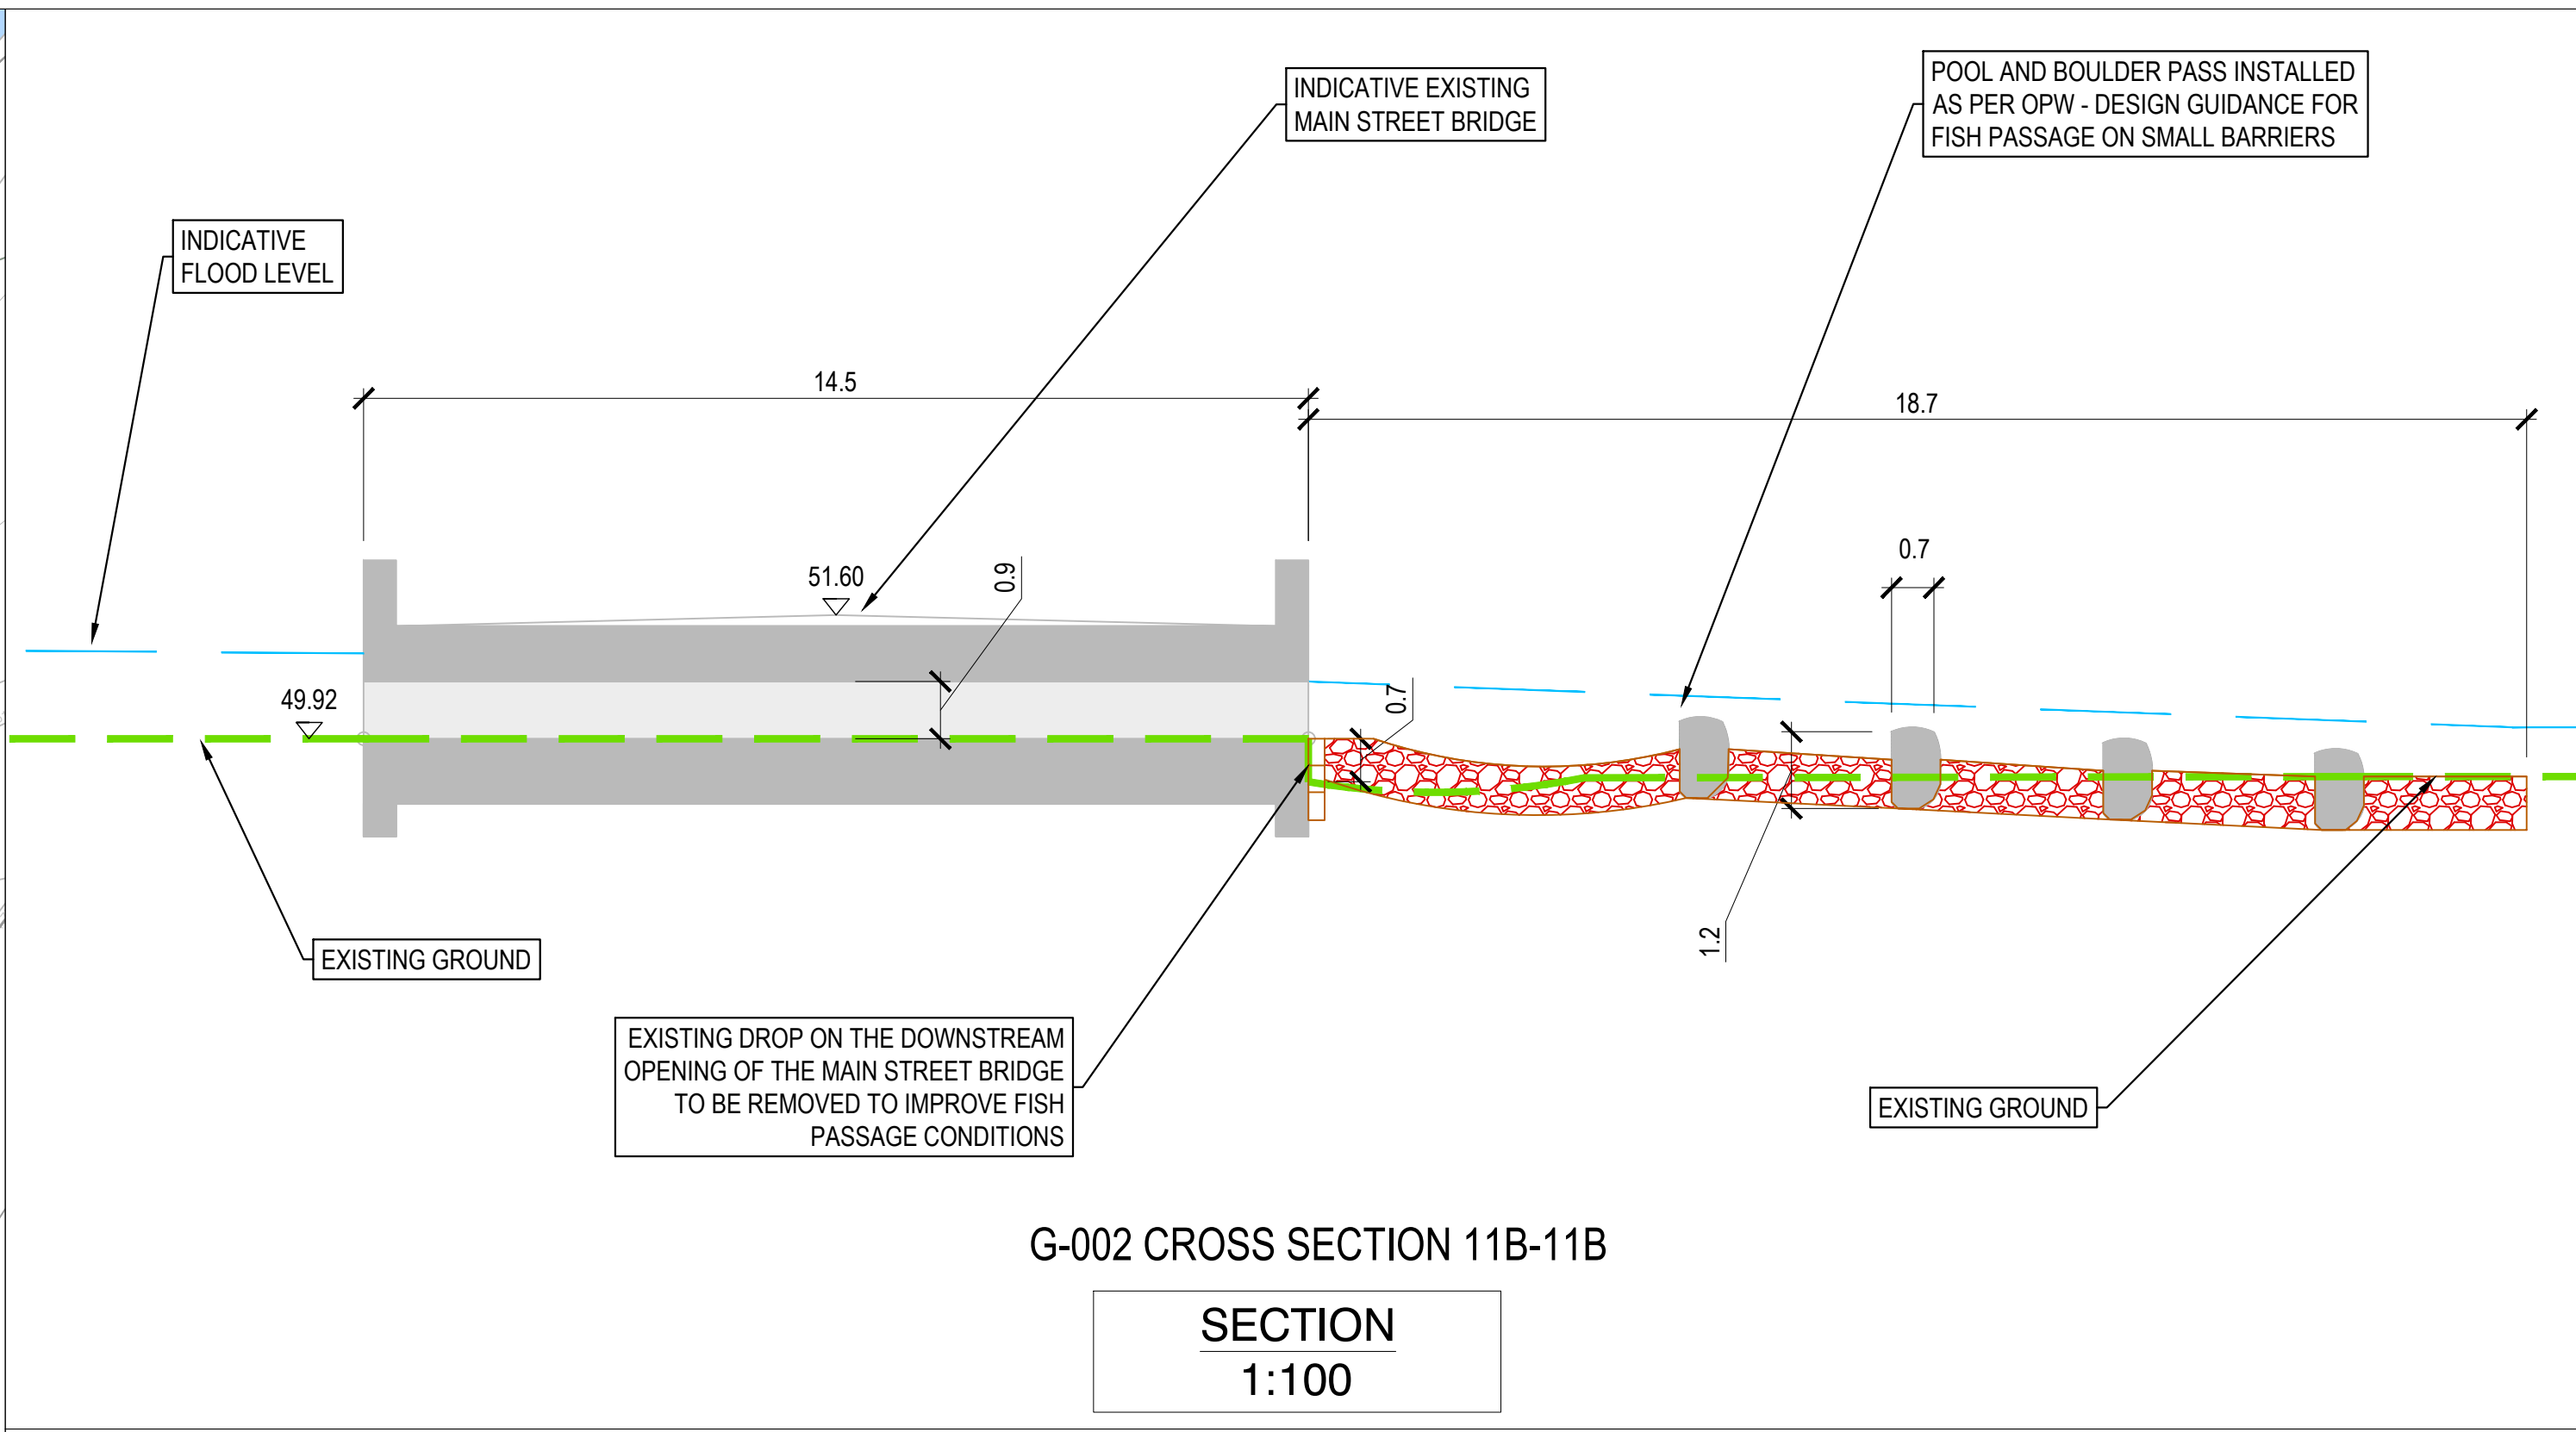 INDICATIVE EXISTING
MAIN STREET BRIDGE
POOL AND BOULDER PASS INSTALLED
AS PER OPW - DESIGN GUIDANCE FOR
FISH PASSAGE ON SMALL BARRIERS
INDICATIVE
FLOOD LEVEL
14.5
18.7
0.7
51.60
0.9
49.92
0.7
1.2
EXISTING GROUND
EXISTING DROP ON THE DOWNSTREAM
OPENING OF THE MAIN STREET BRIDGE
TO BE REMOVED TO IMPROVE FISH
PASSAGE CONDITIONS
EXISTING GROUND
G-002 CROSS SECTION 11B-11B
SECTION
1:100